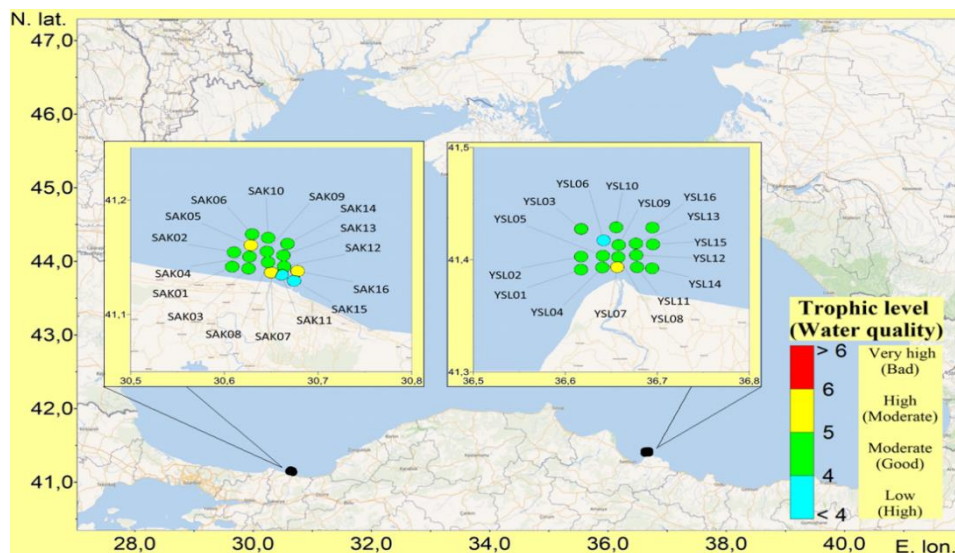 N. lat.
47,0
46,0
45,0
44,0
43,0
42,0
41,0
28,0
30,0
32,0
34,0
36,0
38,0
40,0
E. lon.
41,2
41,1
30,5
30,6
30,7
30,8
SAK10
SAK09
SAK06
SAK14
SAK05
SAK13
SAK02
SAK12
SAK04
SAK01
SAK16
SAK03
SAK15
SAK08
SAK07
SAK11
41,5
41,4
41,3
36,5
36,6
36,7
36,8
YSL06
YSL10
YSL03
YSL09
YSL16
YSL05
YSL13
YSL15
YSL12
YSL02
YSL01
YSL14
YSL04
YSL07
YSL11
YSL08
Trophic level
(Water quality)
> 6
Very high
(Bad)
6
High
(Moderate)
5
Moderate
(Good)
4
Low
(High)
< 4